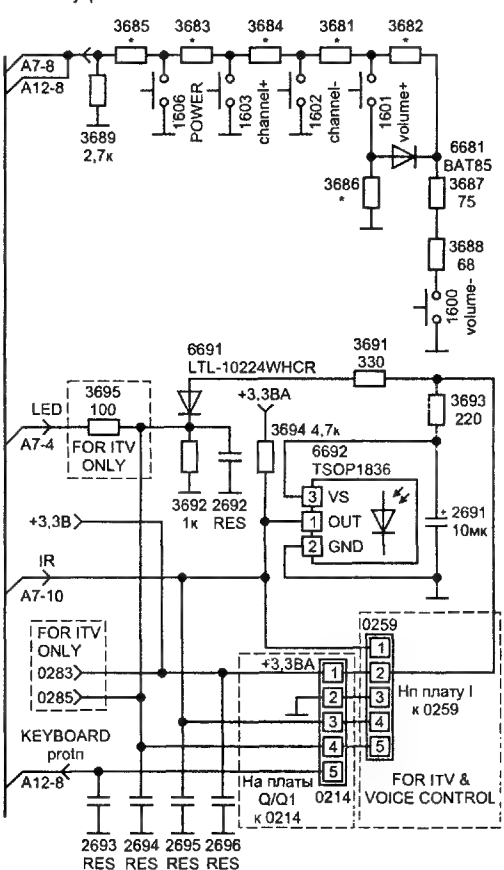 3685
*
3683
*
3684
*
3681
*
3682
*
A7-8
A12-8
3689
2,7к
1606
POWER
1603
channel+
1602
channel-
1601
volume+
6681
BAT85
3686
*
3687
75
3688
68
1600
volume-
6691
LTL-10224WHCR
3691
330
+3,3BA
3695
100
LED
A7-4
FOR ITV
ONLY
3694 4,7к
3693
220
6692
TSOP1836
3 VS
1 OUT
2 GND
3692
1к
2692
RES
+
2691
10мк
+3,3В
IR
A7-10
FOR ITV
ONLY
0283
0285
0259
1
2
3
4
5
Нп плату I
к 0259
FOR ITV &
VOICE CONTROL
+3,3BA
1
2
3
4
5
0214
На платы
Q/Q1
к 0214
KEYBOARD
protп
A12-8
2693
RES
2694
RES
2695
RES
2696
RES